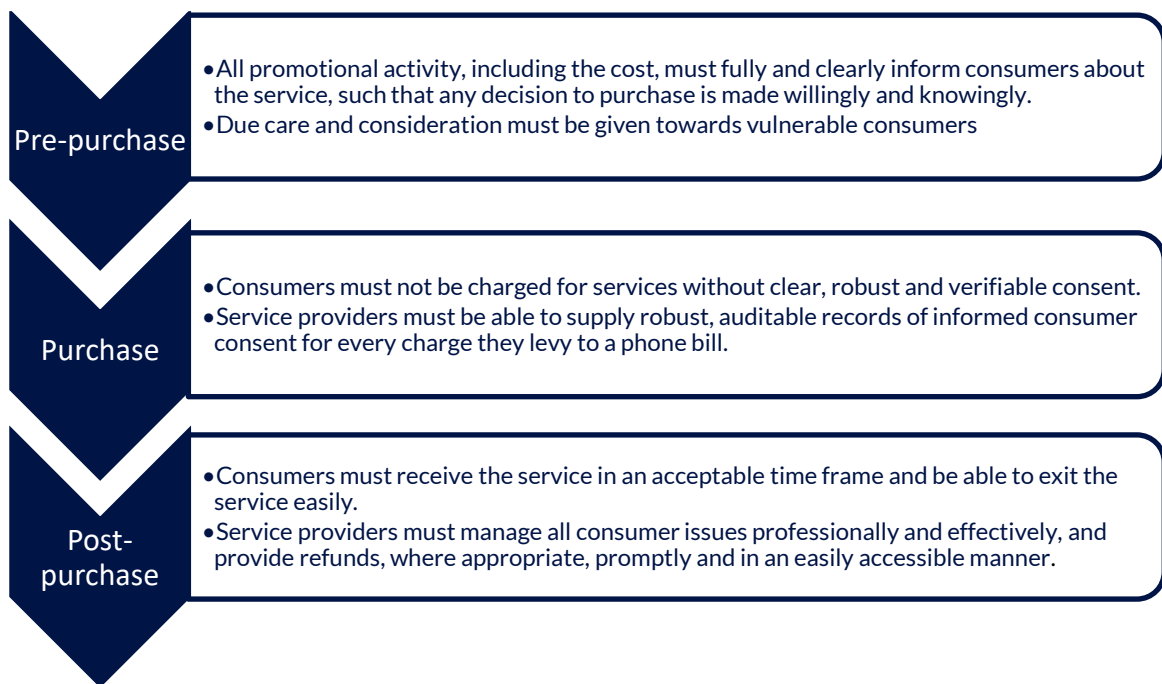 Pre-purchase
•All promotional activity, including the cost, must fully and clearly inform consumers about
the service, such that any decision to purchase is made willingly and knowingly.
•Due care and consideration must be given towards vulnerable consumers
Purchase
•Consumers must not be charged for services without clear, robust and verifiable consent.
•Service providers must be able to supply robust, auditable records of informed consumer
consent for every charge they levy to a phone bill.
Post-
purchase
•Consumers must receive the service in an acceptable time frame and be able to exit the
service easily.
•Service providers must manage all consumer issues professionally and effectively, and
provide refunds, where appropriate, promptly and in an easily accessible manner.